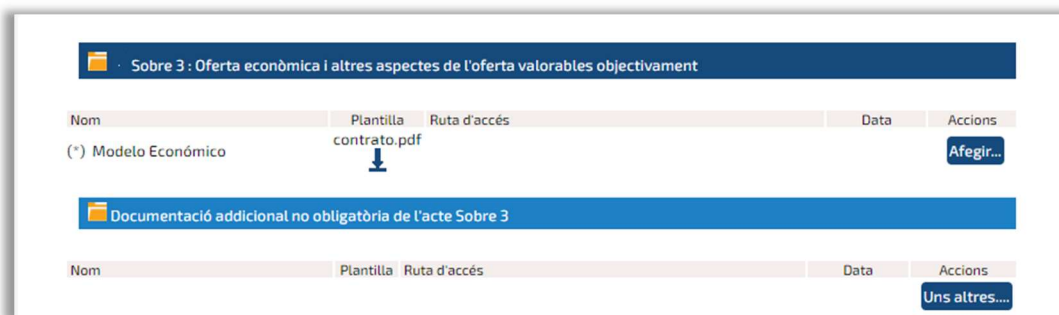 · Sobre 3 : Oferta econòmica i altres aspectes de l'oferta valorables objectivament
Nom Plantilla Ruta d'accés Data Accions
contrato.pdf
(*) Modelo Económico Afegir...
Documentació addicional no obligatòria de l'acte Sobre 3
Nom Plantilla Ruta d'accés Data Accions
Uns altres....